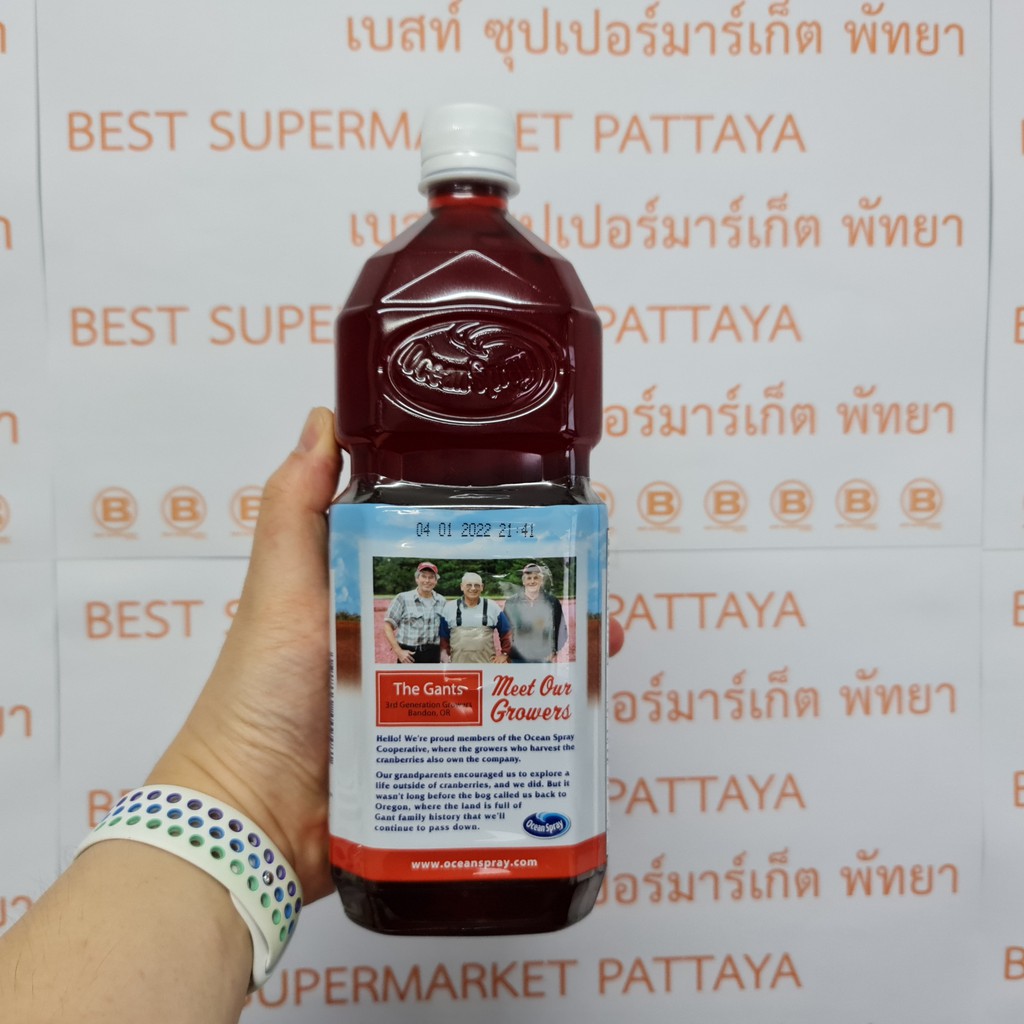 เบสท์ ซุปเปอร์มาร์เก็ต พัทยา
BEST SUPERMARKET PATTAYA
เบสท์ ซุปเปอร์มาร์เก็ต พัทยา
BEST SUPE PATTAYA
Ocean Spray
อร์มาร์เก็ต พัทยา
B B B B B B B B
04 01 2022 21:41
BEST S PATTAYA
The Gants
3rd Generation Growers
Bandon, OR
Meet Our
Growers
อร์มาร์เก็ต พัทยา
Hello! We're proud members of the Ocean Spray
Cooperative, where the growers who harvest the
cranberries also own the company.
Our grandparents encouraged us to explore a
life outside of cranberries, and we did. But it
wasn't long before the bog called us back to
Oregon, where the land is full of
Gant family history that we'll
continue to pass down.
Ocean Spray
PATTAYA
www.oceanspray.com
อร์มาร์เก็ต พัทยา
SUPERMARKET PATTAYA